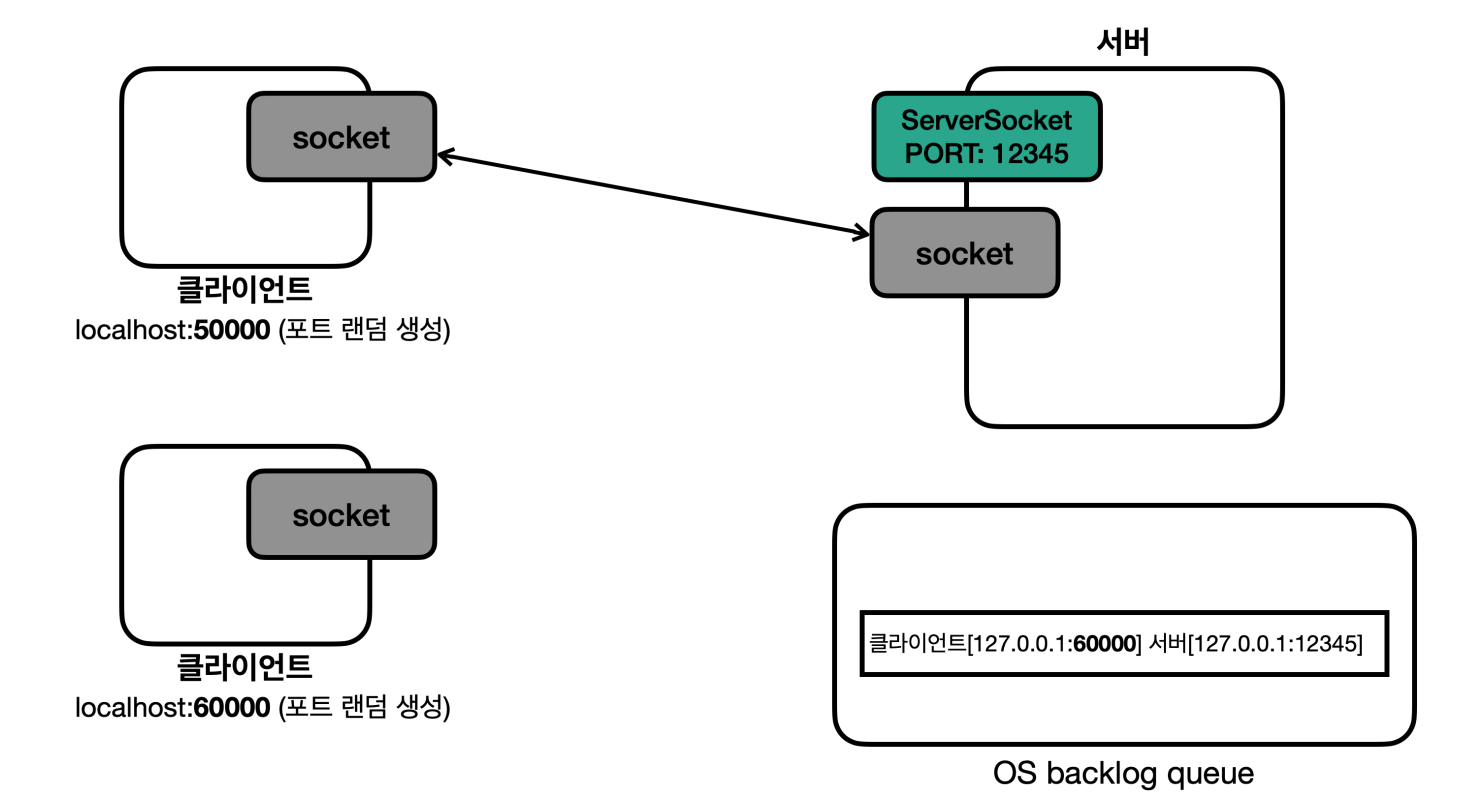 서버
socket
ServerSocket
PORT: 12345
socket
클라이언트
localhost:50000 (포트 랜덤 생성)
socket
클라이언트
localhost:60000 (포트 랜덤 생성)
클라이언트[127.0.0.1:60000] 서버[127.0.0.1:12345]
OS backlog queue